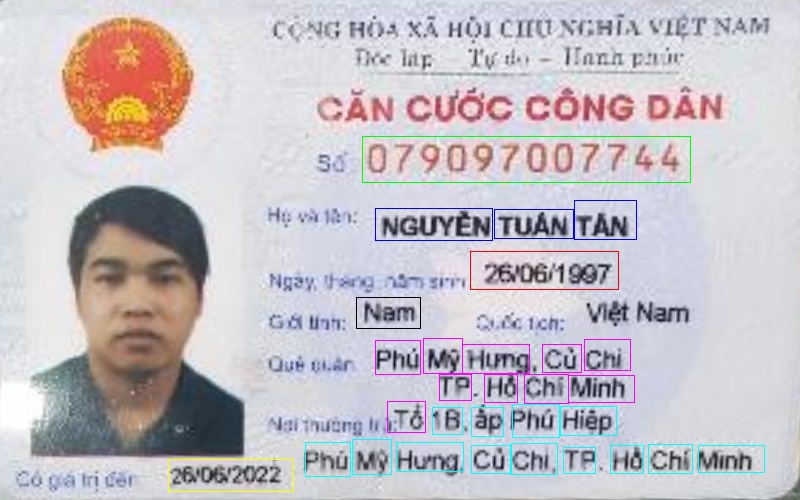 CỘNG HÒA XÃ HỘI CHỦ NGHĨA VIỆT NAM
Độc lập - Tự do - Hạnh phúc
CĂN CƯỚC CÔNG DÂN
Số 079097007744
Họ và tên: NGUYỄN TUẤN TÂN
Ngày, tháng, năm sinh: 26/06/1997
Giới tính: Nam Quốc tịch: Việt Nam
Quê quán: Phú Mỹ Hưng, Củ Chi
TP. Hồ Chí Minh
Nơi thường trú: Tổ 1B, ấp Phú Hiệp
Phú Mỹ Hưng, Củ Chi, TP. Hồ Chí Minh
Có giá trị đến: 26/06/2022